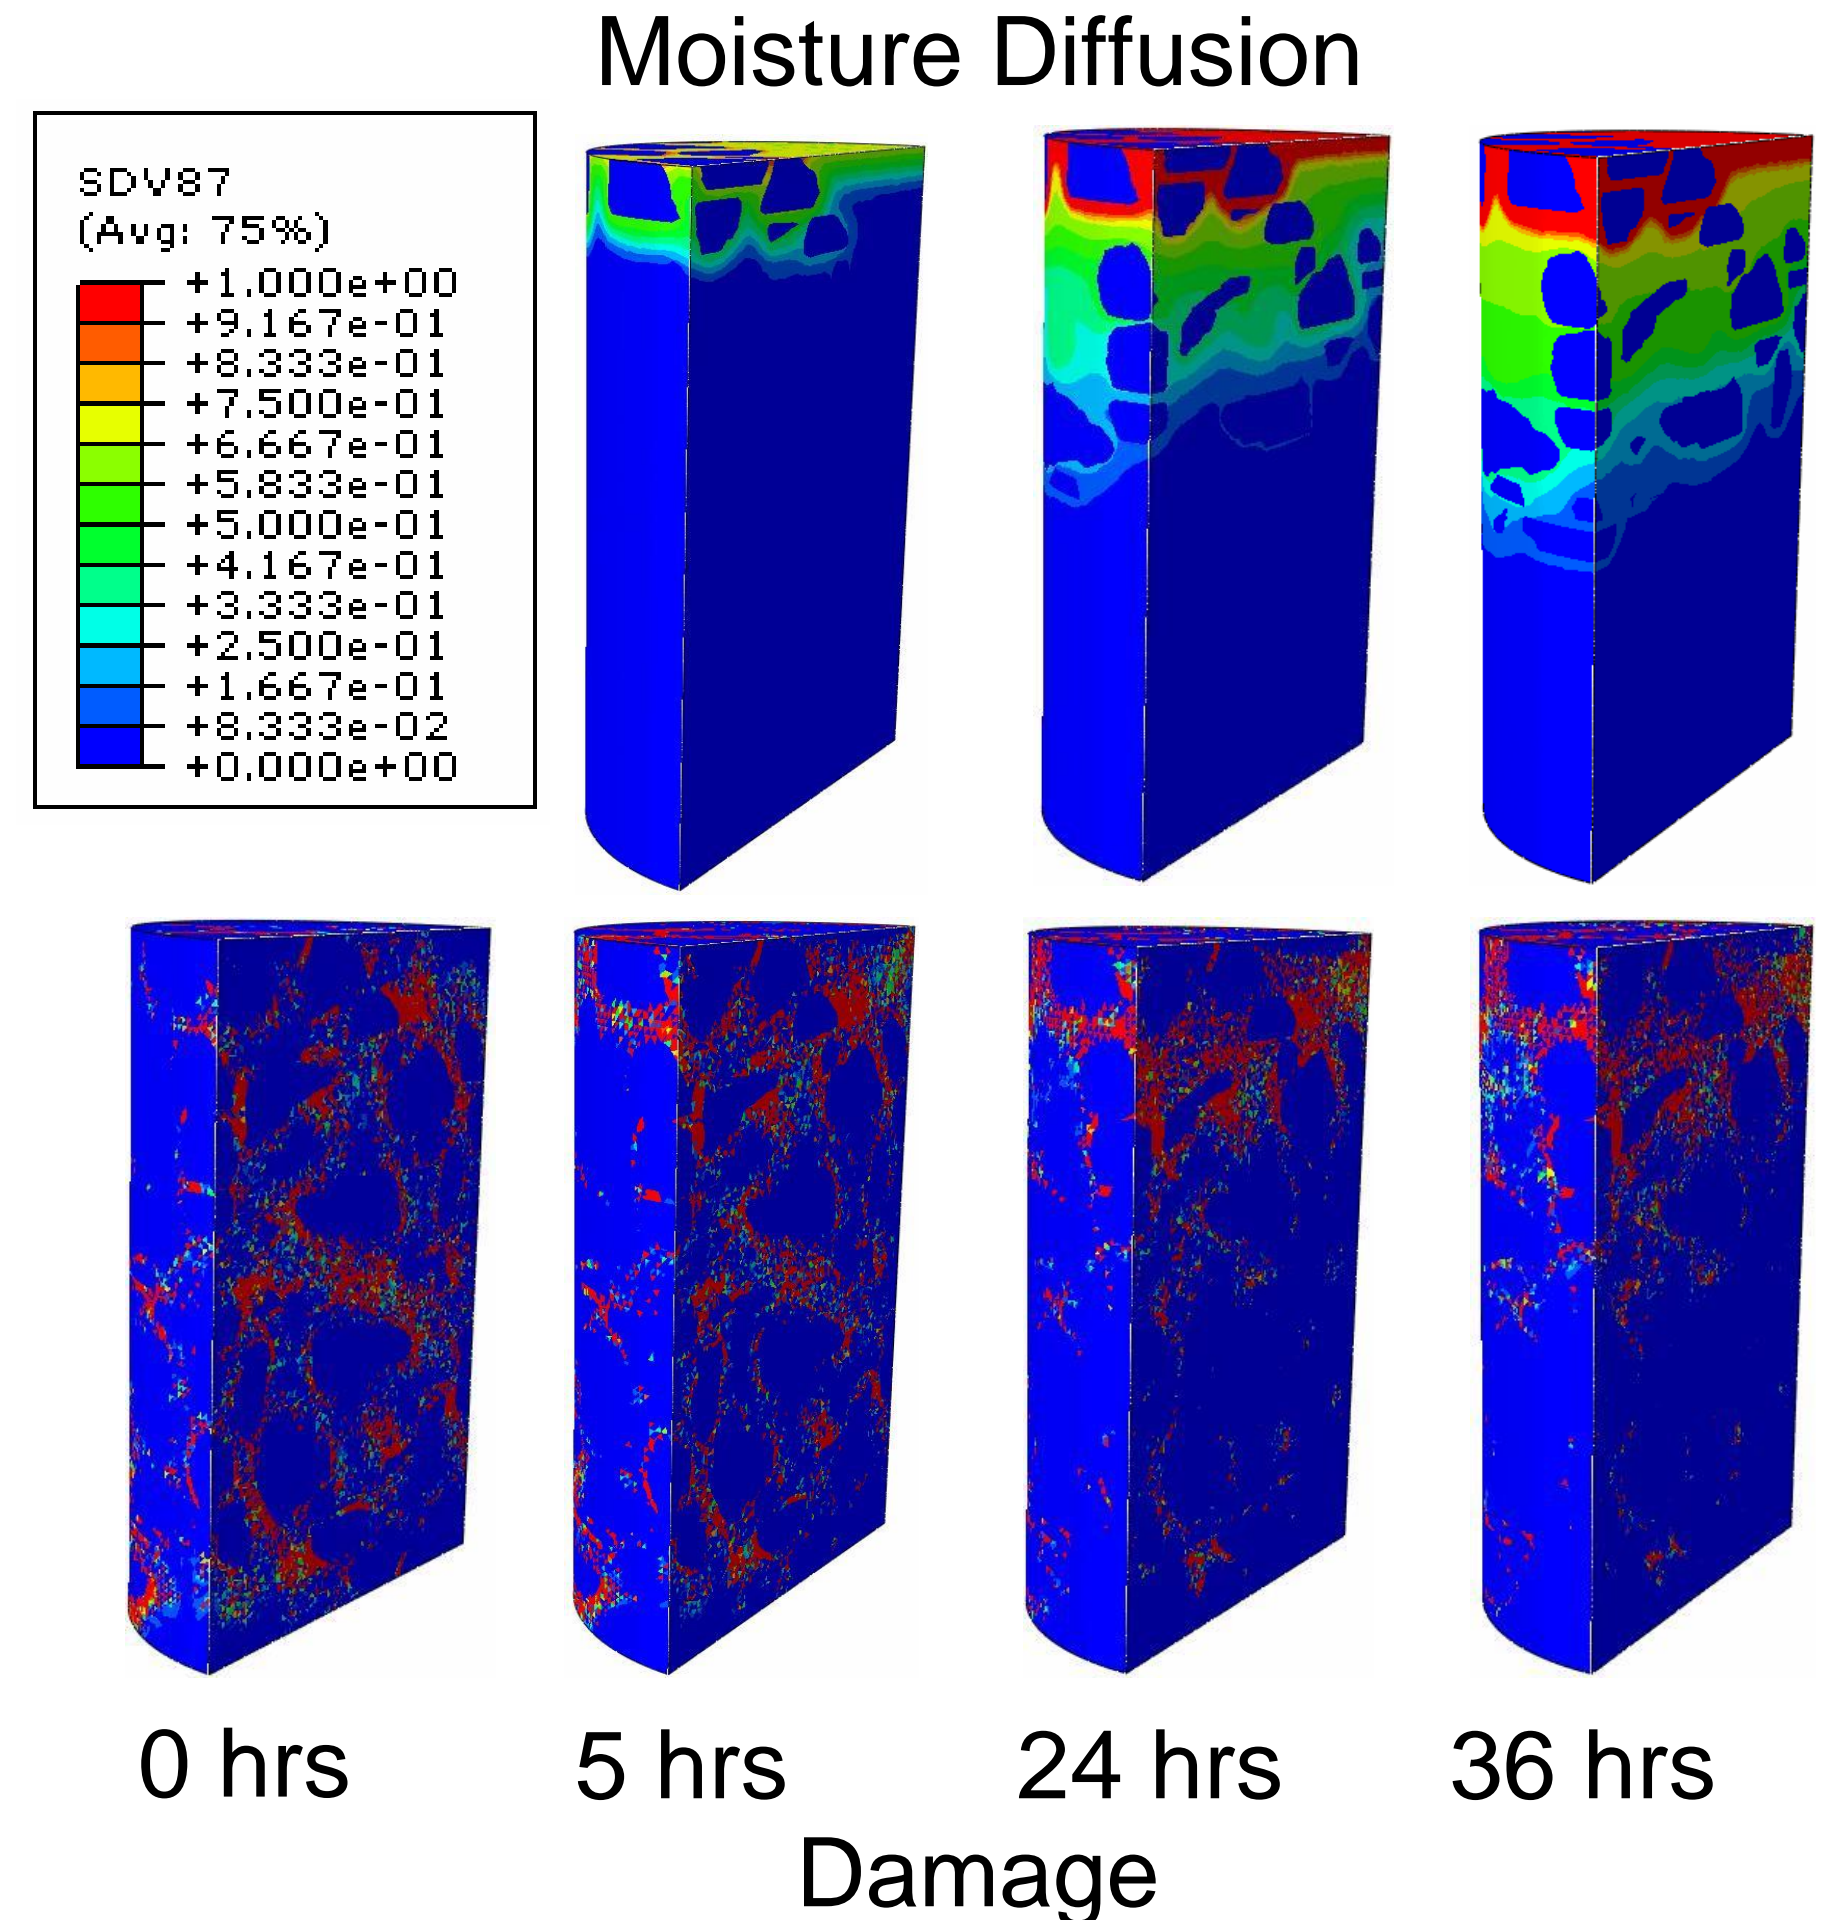 Moisture Diffusion
SDV87
(Avg: 75%)
+1.000e+00
+9.167e-01
+8.333e-01
+7.500e-01
+6.667e-01
+5.833e-01
+5.000e-01
+4.167e-01
+3.333e-01
+2.500e-01
+1.667e-01
+8.333e-02
+0.000e+00
0 hrs
5 hrs
24 hrs
36 hrs
Damage